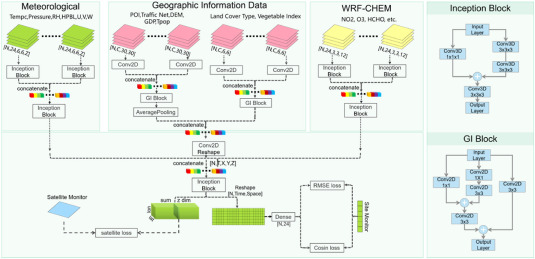 Meteorological
Temp;Pressure,RH,HPBL,U,V,W
[N,24,6,6,Z]
[N,24,6,6,Z]
Inception
Block
Inception
Block
concatenate
Inception
Block
Geographic Information Data
POI,Traffic Net,DEM,
GDP,Tpop
Land Cover Type, Vegetable Index
[N,C,30,30]
[N,C,30,30]
[N,C,6,6]
[N,C,6,6]
Conv2D
Conv2D
Conv2D
Conv2D
concatenate
concatenate
GI Block
GI Block
AveragePooling
concatenate
Conv2D
Reshape
WRF-CHEM
NO2, O3, HCHO, etc.
[N,24,3,3,12]
[N,24,3,3,12]
Inception
Block
Inception
Block
concatenate
Inception
Block
concatenate
[N,T,X,Y,Z]
Inception
Block
Reshape
[N,Time,Space]
sum
z dim
Satellite Monitor
satellite loss
Dense
[N,24]
RMSE loss
Cosin loss
Site Monitor
Inception Block
Input
Layer
Conv3D
1x1x1
Conv3D
3x3x3
Conv3D
3x3x3
Conv3D
3x3x3
Output
Layer
GI Block
Input
Layer
Conv2D
1x1
Conv2D
1X1
Conv2D
3x3
Conv2D
3x3
Conv2D
3x3
Output
Layer